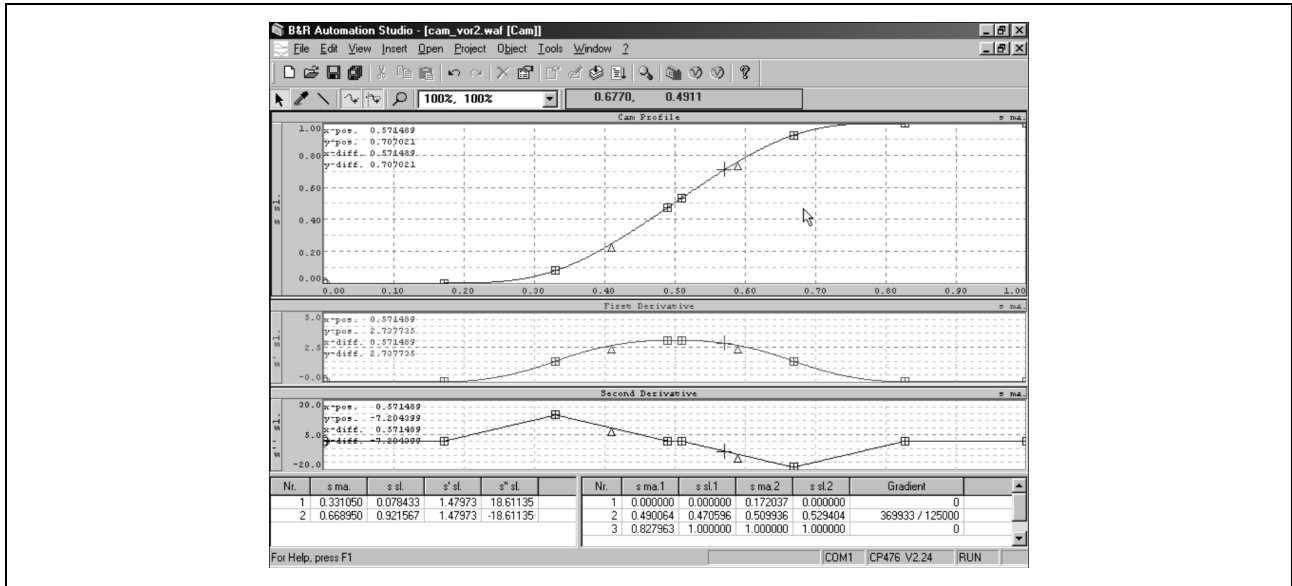 B&R Automation Studio - [cam_vor2.waf [Cam]]
File Edit View Insert Open Project Object Tools Window ?
100%, 100% 0.6770, 0.4911
Cam Profile s ma.
1.00 x-pos. 0.571489
y-pos. 0.707021
0.80 x-diff. 0.571489
y-diff. 0.707021
0.60
s sl.
0.40
0.20
0.00
0.00 0.10 0.20 0.30 0.40 0.50 0.60 0.70 0.80 0.90 1.00
First Derivative s ma.
5.0 x-pos. 0.571489
y-pos. 2.737735
x-diff. 0.571489
2.5 y-diff. 2.737735
-0.0
Second Derivative s ma.
30.0 x-pos. 0.571489
y-pos. -7.204399
x-diff. 0.571489
5.0 y-diff. -7.204399
-20.0
Nr. s ma. s sl. s' sl. s'' sl.
1 0.331050 0.078433 1.47973 18.61135
2 0.668950 0.921567 1.47973 -18.61135
Nr. s ma.1 s sl.1 s ma.2 s sl.2 Gradient
1 0.000000 0.000000 0.172037 0.000000 0
2 0.490064 0.470596 0.509936 0.529404 369933 / 125000
3 0.827963 1.000000 1.000000 1.000000 0
For Help, press F1 COM1 CP476 V2.24 RUN